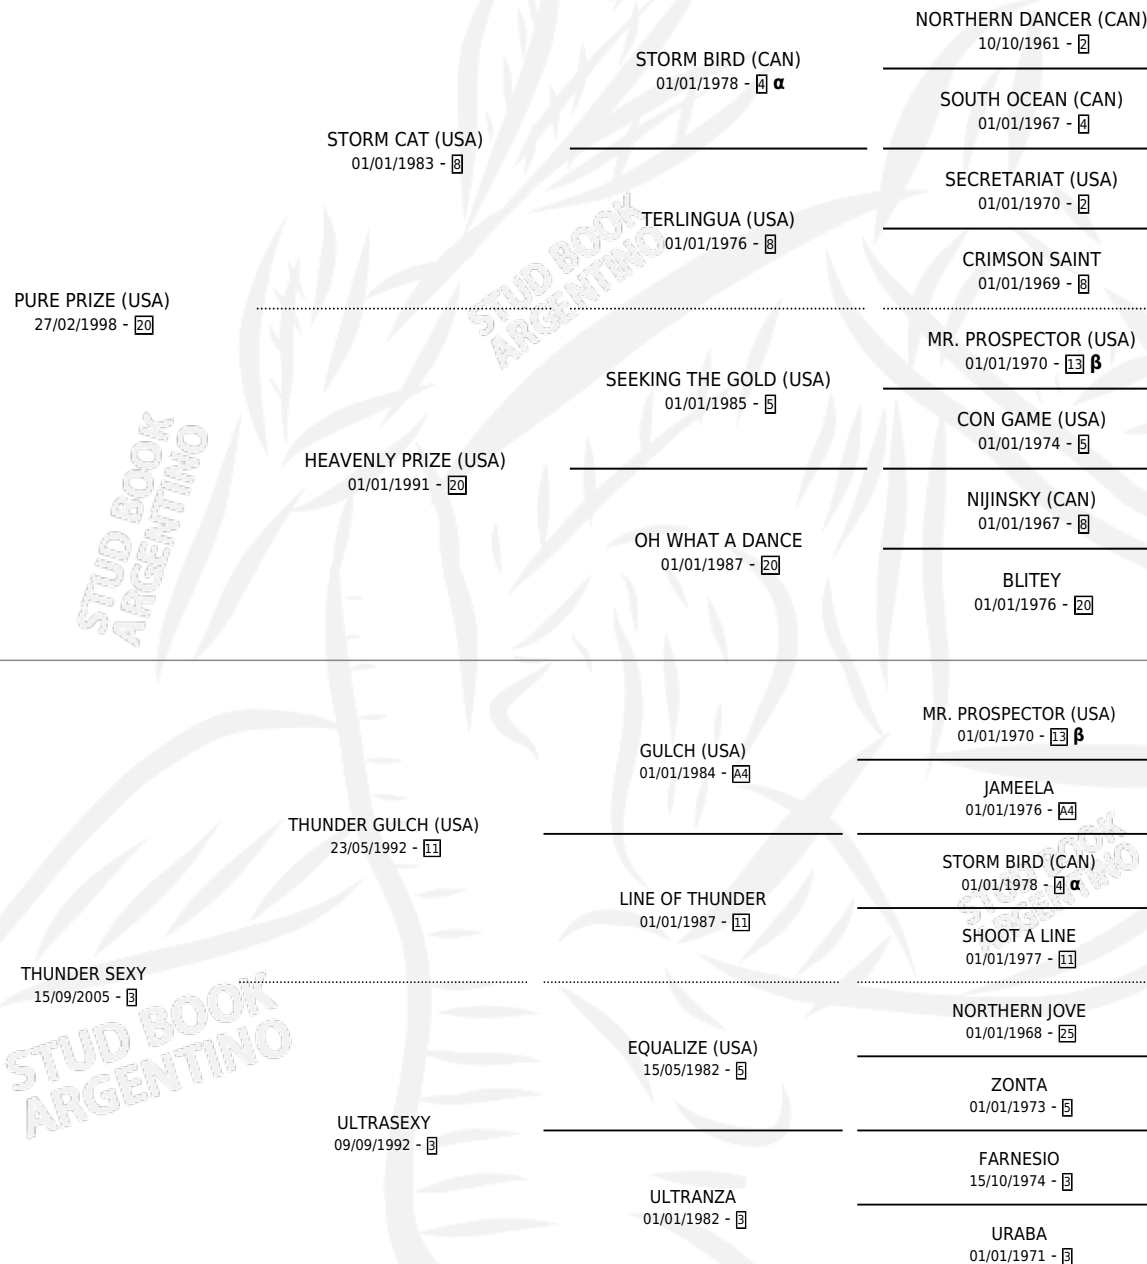 NORTHERN DANCER (CAN)
10/10/1961 - 2
STORM BIRD (CAN)
01/01/1978 - 4 α
SOUTH OCEAN (CAN)
01/01/1967 - 4
STORM CAT (USA)
01/01/1983 - 8
SECRETARIAT (USA)
01/01/1970 - 2
TERLINGUA (USA)
01/01/1976 - 8
CRIMSON SAINT
01/01/1969 - 8
PURE PRIZE (USA)
27/02/1998 - 20
MR. PROSPECTOR (USA)
01/01/1970 - 13 β
SEEKING THE GOLD (USA)
01/01/1985 - 5
CON GAME (USA)
01/01/1974 - 5
HEAVENLY PRIZE (USA)
01/01/1991 - 20
NIJINSKY (CAN)
01/01/1967 - 8
OH WHAT A DANCE
01/01/1987 - 20
BLITEY
01/01/1976 - 20
MR. PROSPECTOR (USA)
01/01/1970 - 13 β
GULCH (USA)
01/01/1984 - A4
JAMEELA
01/01/1976 - A4
THUNDER GULCH (USA)
23/05/1992 - 11
STORM BIRD (CAN)
01/01/1978 - 4 α
LINE OF THUNDER
01/01/1987 - 11
SHOOT A LINE
01/01/1977 - 11
THUNDER SEXY
15/09/2005 - 3
NORTHERN JOVE
01/01/1968 - 25
EQUALIZE (USA)
15/05/1982 - 5
ZONTA
01/01/1973 - 5
ULTRASEXY
09/09/1992 - 3
FARNESIO
15/10/1974 - 3
ULTRANZA
01/01/1982 - 3
URABA
01/01/1971 - 3
STUD BOOK
ARGENTINO
STUD BOOK
ARGENTINO
STUD BOOK
ARGENTINO
STUD BOOK
ARGENTINO